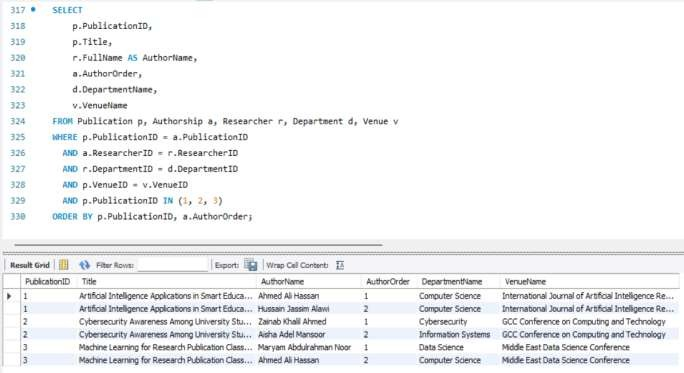 317 SELECT
318 p.PublicationID,
319 p.Title,
320 r.FullName AS AuthorName,
321 a.AuthorOrder,
322 d.DepartmentName,
323 v.VenueName
324 FROM Publication p, Authorship a, Researcher r, Department d, Venue v
325 WHERE p.PublicationID = a.PublicationID
326 AND a.ResearcherID = r.ResearcherID
327 AND r.DepartmentID = d.DepartmentID
328 AND p.VenueID = v.VenueID
329 AND p.PublicationID IN (1, 2, 3)
330 ORDER BY p.PublicationID, a.AuthorOrder;
Result Grid Filter Rows: Export: Wrap Cell Content:
PublicationID Title AuthorName AuthorOrder DepartmentName VenueName
1 Artificial Intelligence Applications in Smart Educa... Ahmed Ali Hassan 1 Computer Science International Journal of Artificial Intelligence Re...
1 Artificial Intelligence Applications in Smart Educa... Hussain Jassim Alawi 2 Computer Science International Journal of Artificial Intelligence Re...
2 Cybersecurity Awareness Among University Stu... Zainab Khalil Ahmed 1 Cybersecurity GCC Conference on Computing and Technology
2 Cybersecurity Awareness Among University Stu... Aisha Adel Mansoor 2 Information Systems GCC Conference on Computing and Technology
3 Machine Learning for Research Publication Class... Maryam Abdulrahman Noor 1 Data Science Middle East Data Science Conference
3 Machine Learning for Research Publication Class... Ahmed Ali Hassan 2 Computer Science Middle East Data Science Conference